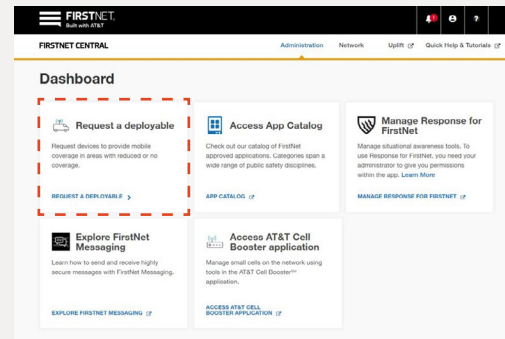 FIRSTNET.
Built with AT&T
1
?
FIRSTNET CENTRAL
Administration
Network
Uplift
Quick Help & Tutorials
Dashboard
Request a deployable
Request devices to provide mobile
coverage in areas with reduced or no
coverage.
REQUEST A DEPLOYABLE
Access App Catalog
Check out our catalog of FirstNet
approved applications. Categories span a
wide range of public safety disciplines.
APP CATALOG
Manage Response for
FirstNet
Manage situational awareness tools. To
use Response for FirstNet, you need your
administrator to give you permissions
within the app. Learn More
MANAGE RESPONSE FOR FIRSTNET
Explore FirstNet
Messaging
Learn how to send and receive highly
secure messages with FirstNet Messaging.
EXPLORE FIRSTNET MESSAGING
Access AT&T Cell
Booster application
Manage small cells on the network using
tools in the AT&T Cell Booster℠
application.
ACCESS AT&T CELL
BOOSTER APPLICATION